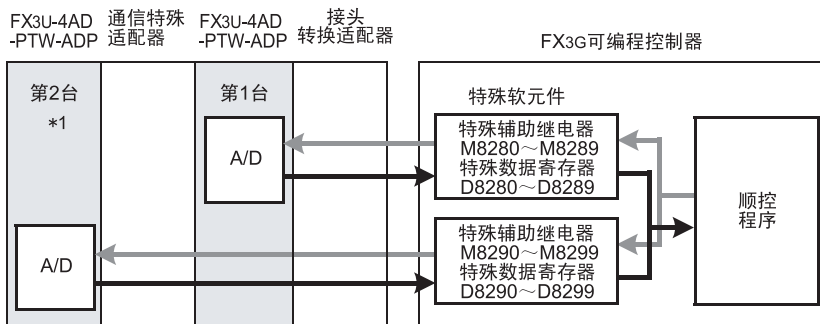 FX3U-4AD
-PTW-ADP
通信特殊
适配器
FX3U-4AD
-PTW-ADP
接头
转换适配器
FX3G可编程控制器
第2台
*1
第1台
特殊软元件
A/D
特殊辅助继电器
M8280～M8289
特殊数据寄存器
D8280～D8289
顺控
程序
A/D
特殊辅助继电器
M8290～M8299
特殊数据寄存器
D8290～D8299